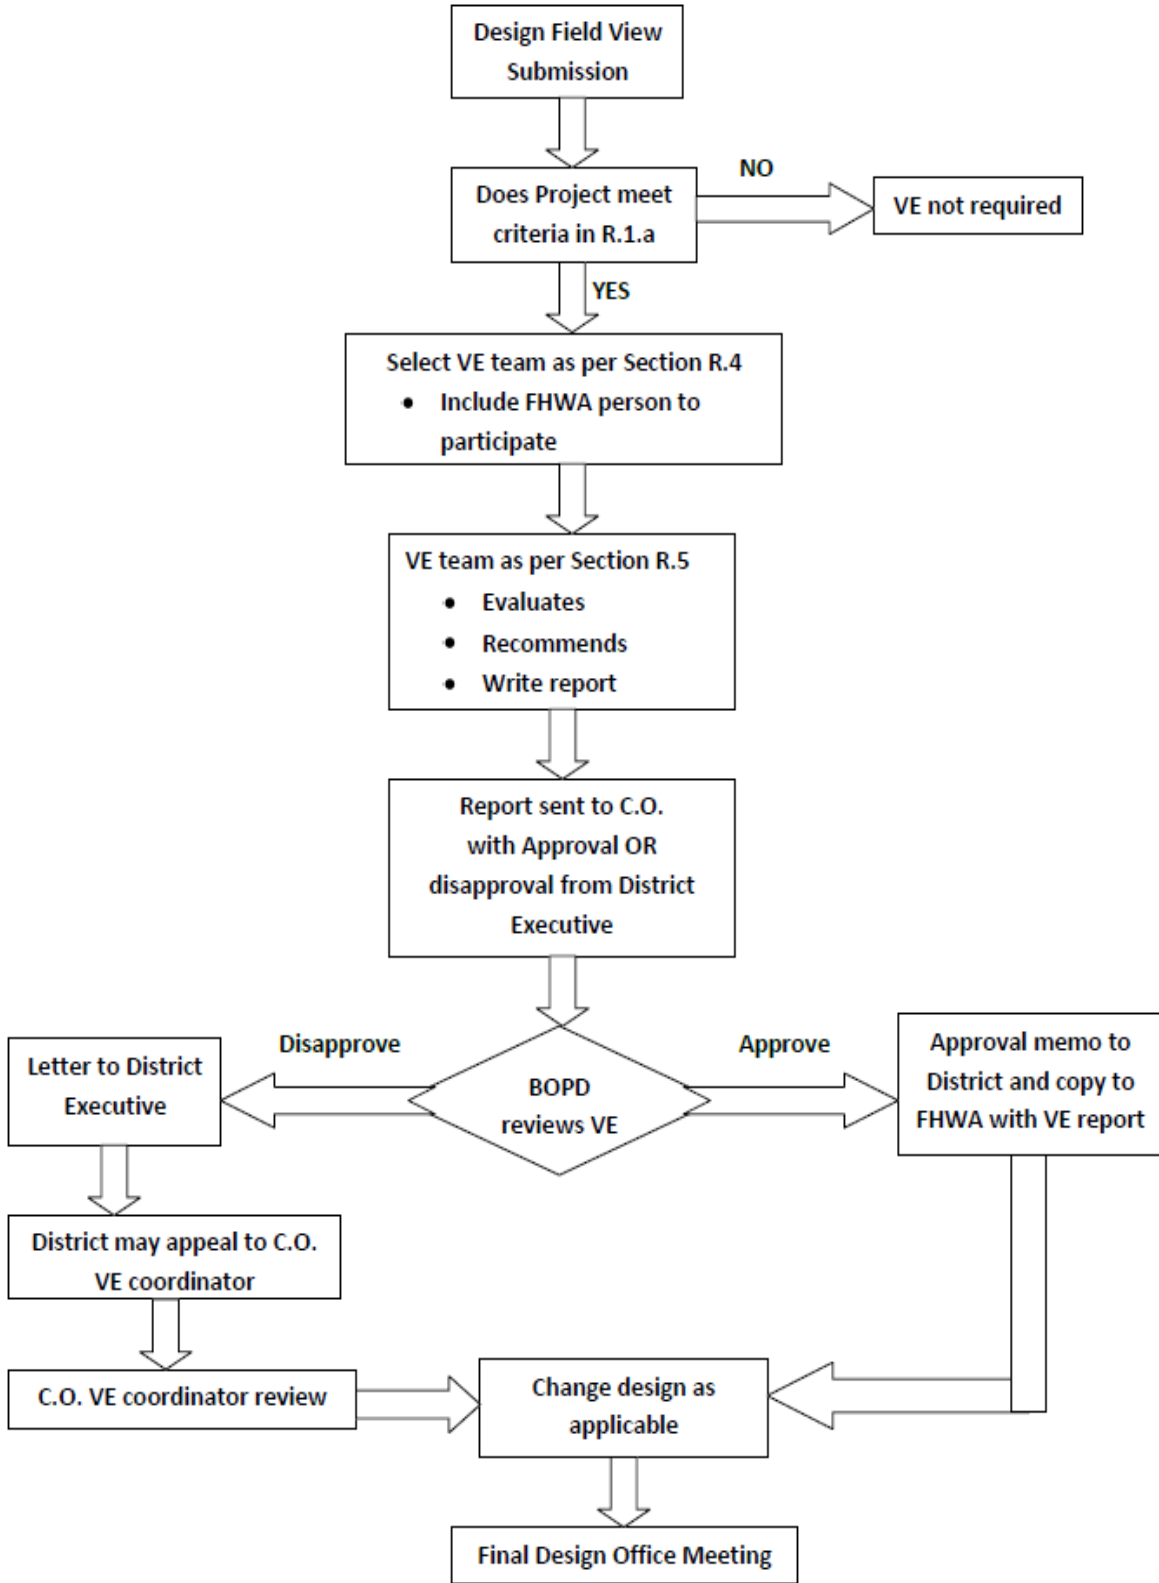 Design Field View
Submission
Does Project meet
criteria in R.1.a
NO
VE not required
YES
Select VE team as per Section R.4
• Include FHWA person to
participate
VE team as per Section R.5
• Evaluates
• Recommends
• Write report
Report sent to C.O.
with Approval OR
disapproval from District
Executive
BOPD
reviews VE
Disapprove
Letter to District
Executive
District may appeal to C.O.
VE coordinator
C.O. VE coordinator review
Approve
Approval memo to
District and copy to
FHWA with VE report
Change design as
applicable
Final Design Office Meeting